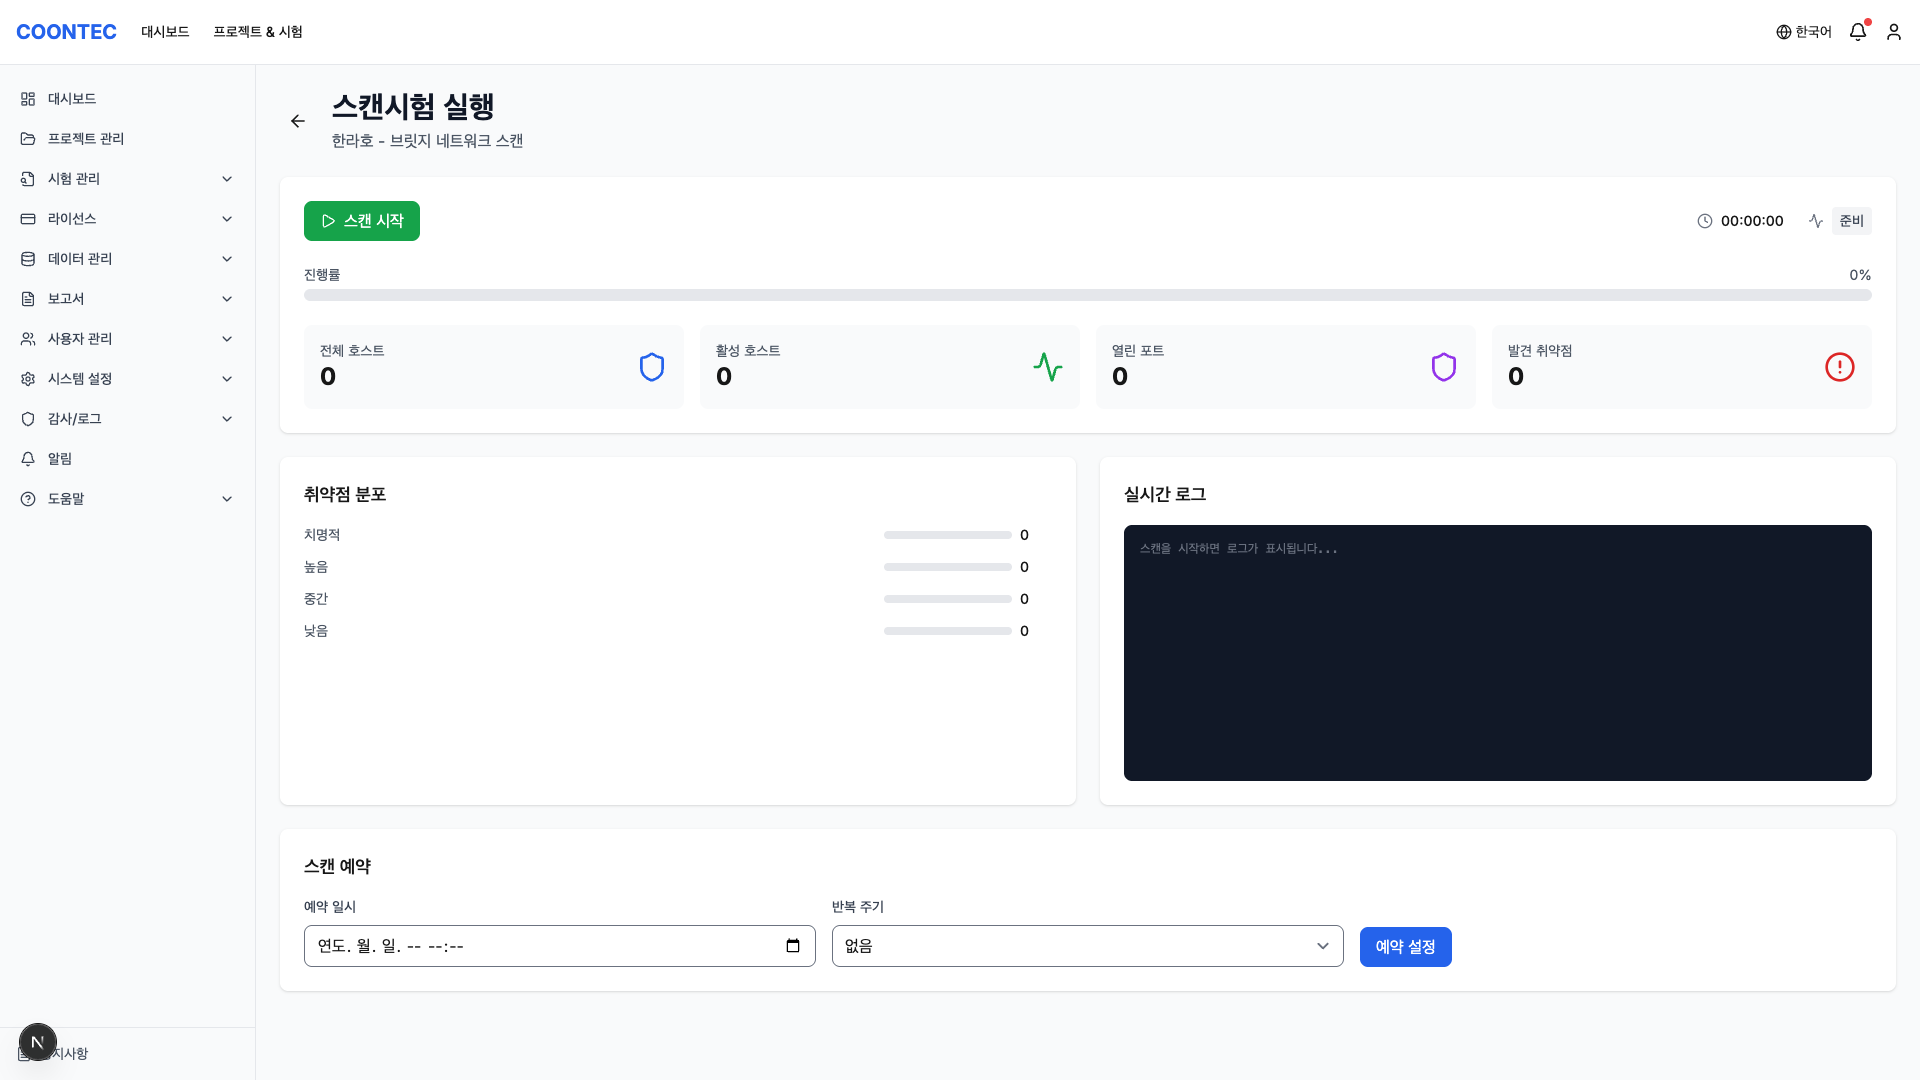 COONTEC
대시보드
프로젝트 & 시험
한국어
대시보드
프로젝트 관리
시험 관리
라이선스
데이터 관리
보고서
사용자 관리
시스템 설정
감사/로그
알림
도움말
N
지사항
스캔시험 실행
한라호 - 브릿지 네트워크 스캔
스캔 시작
00:00:00
준비
진행률
0%
전체 호스트
0
활성 호스트
0
열린 포트
0
발견 취약점
0
취약점 분포
치명적 0
높음 0
중간 0
낮음 0
실시간 로그
스캔을 시작하면 로그가 표시됩니다...
스캔 예약
예약 일시
연도. 월. 일. -- --:--
반복 주기
없음
예약 설정